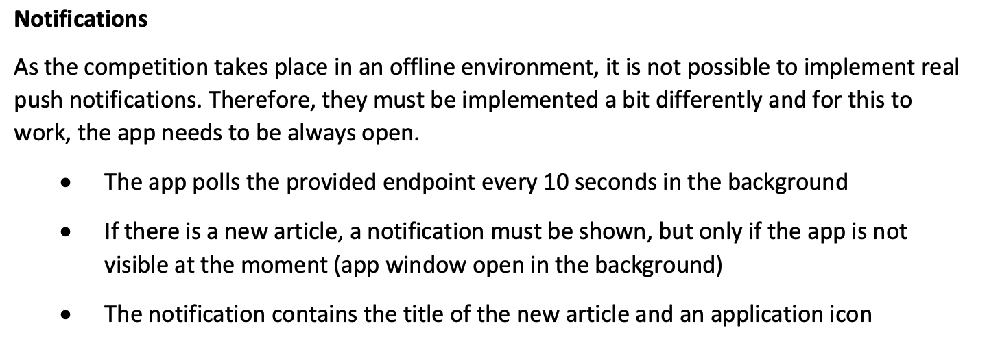 Notifications
As the competition takes place in an offline environment, it is not possible to implement real
push notifications. Therefore, they must be implemented a bit differently and for this to
work, the app needs to be always open.
• The app polls the provided endpoint every 10 seconds in the background
• If there is a new article, a notification must be shown, but only if the app is not
visible at the moment (app window open in the background)
• The notification contains the title of the new article and an application icon